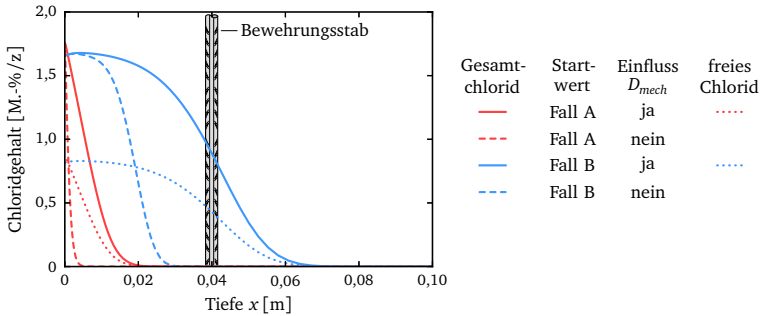 2,0
1,5
1,0
0,5
0
Chloridgehalt [M.-%/z]
0
0,02
0,04
0,06
0,08
0,10
Tiefe x [m]
Bewehrungsstab
Gesamt-
chlorid
Start-
wert
Einfluss
D_mech
freies
Chlorid
Fall A ja
Fall A nein
Fall B ja
Fall B nein